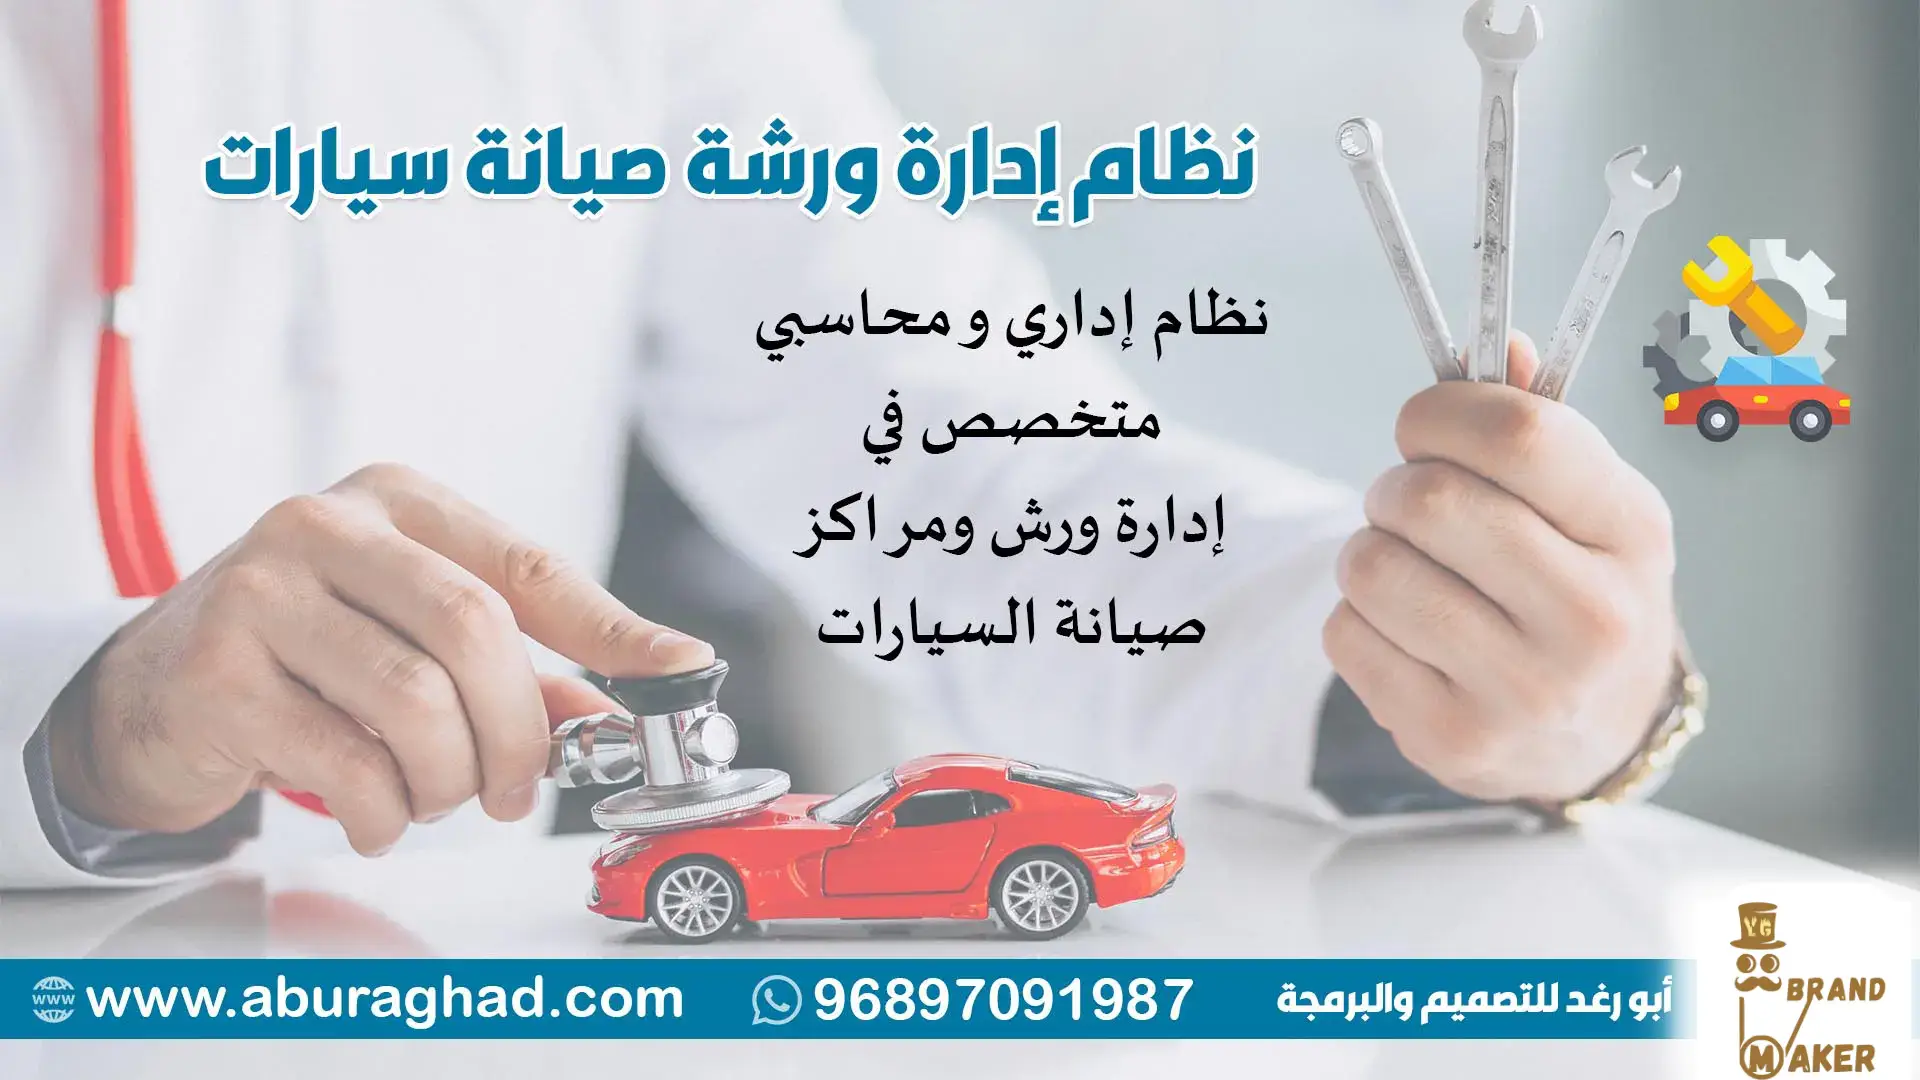 نظام إدارة ورشة صيانة سيارات
نظام إداري و محاسبي
متخصص في
إدارة ورش ومراكز
صيانة السيارات
أبو رغد للتصميم والبرمجة
96897091987
www www.aburaghad.com
YG
BRAND
MAKER